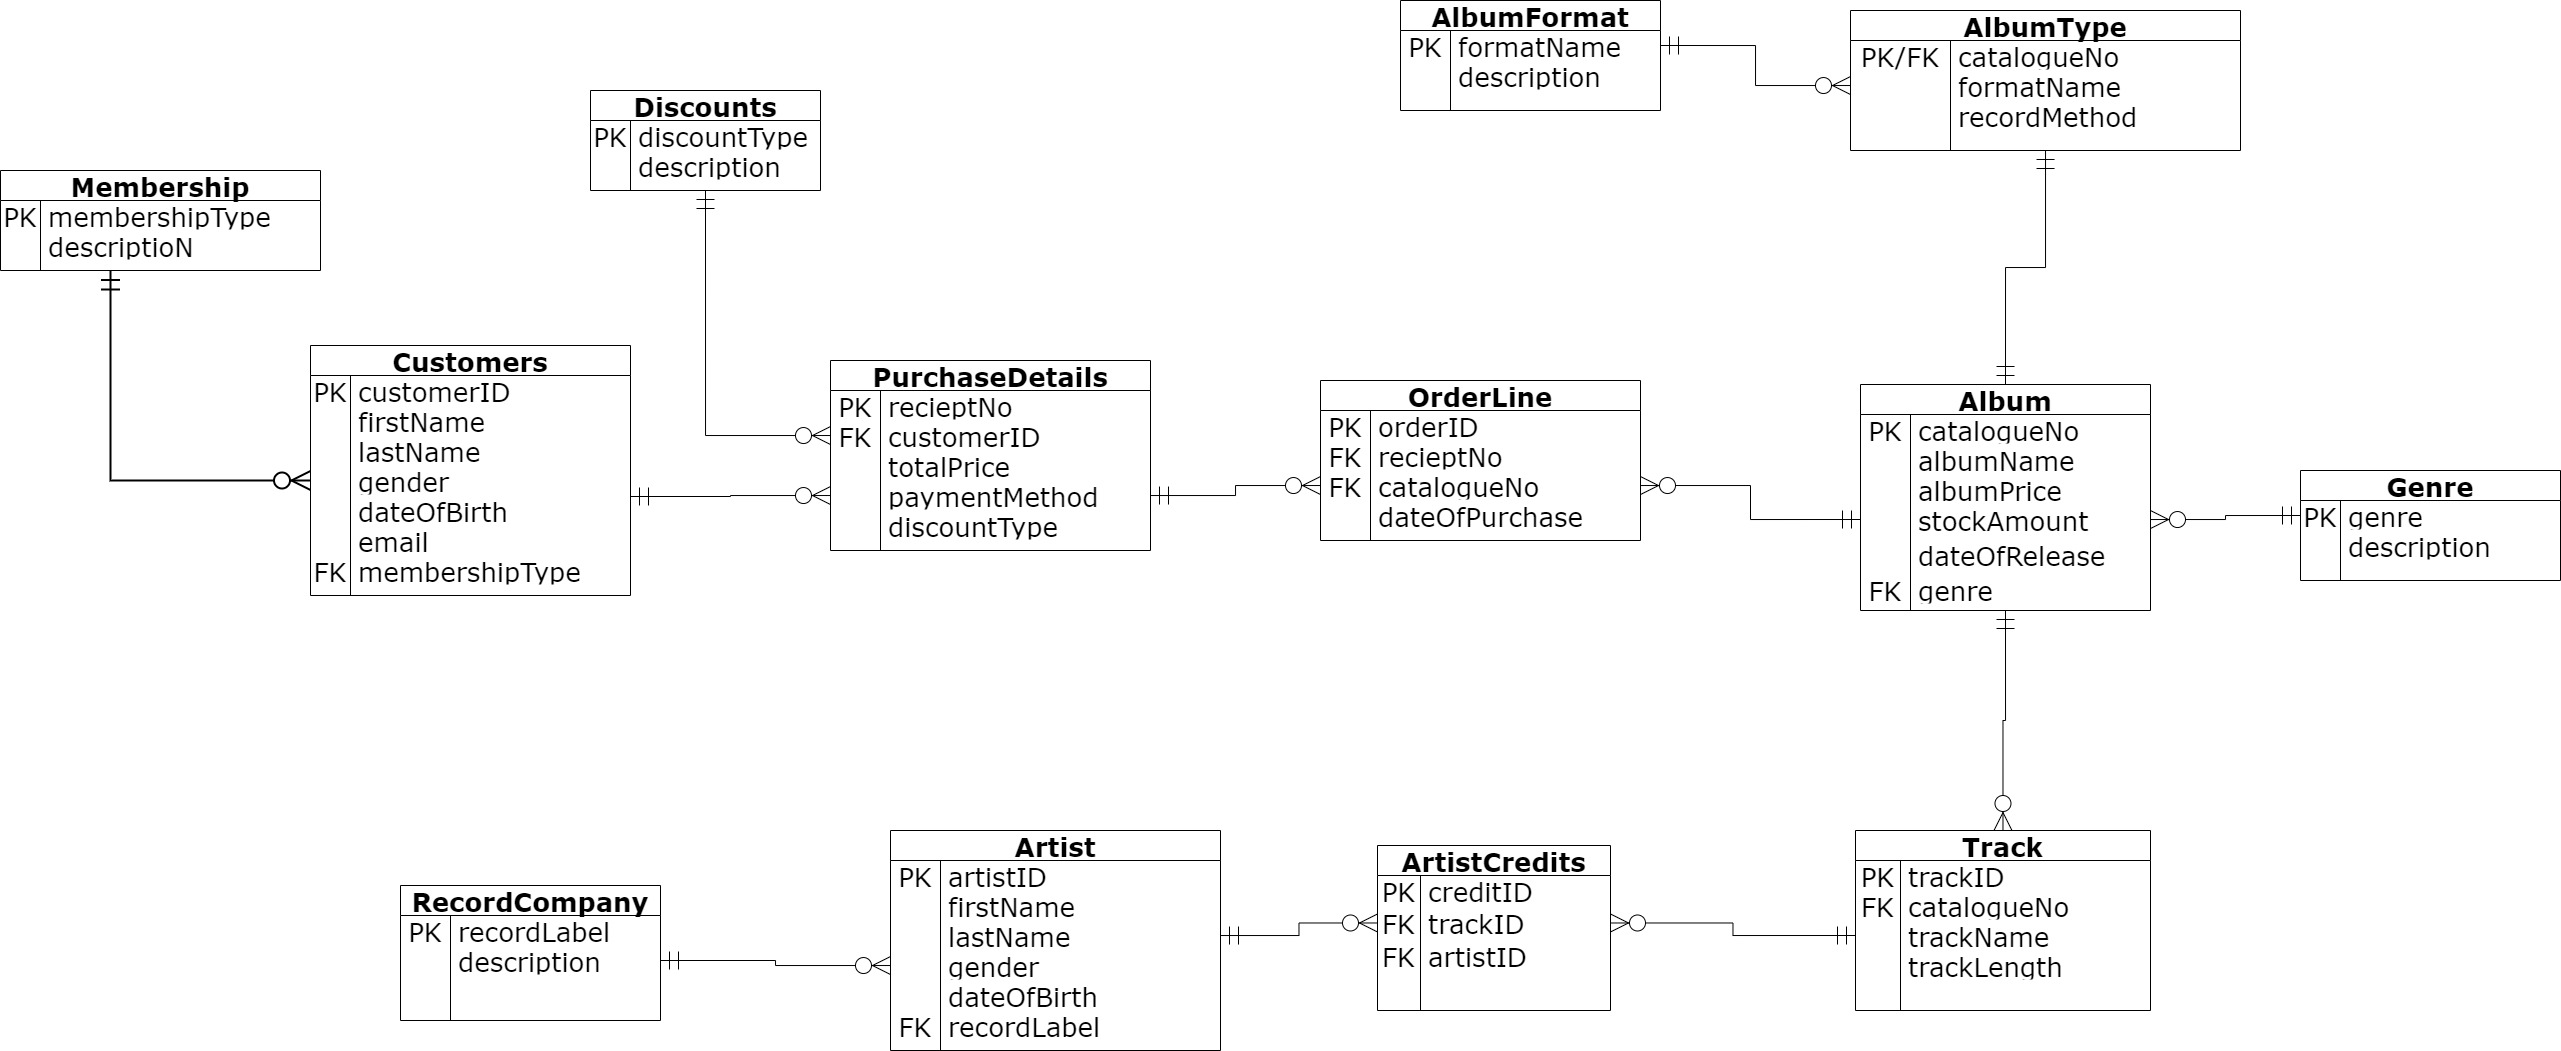 AlbumFormat
PK formatName
description
AlbumType
PK/FK catalogueNo
formatName
recordMethod
Discounts
PK discountType
description
Membership
PK membershipType
descriptioN
Customers
PK customerID
firstName
lastName
gender
dateOfBirth
email
FK membershipType
PurchaseDetails
PK recieptNo
FK customerID
totalPrice
paymentMethod
discountType
OrderLine
PK orderID
FK recieptNo
FK catalogueNo
dateOfPurchase
Album
PK catalogueNo
albumName
albumPrice
stockAmount
dateOfRelease
FK genre
Genre
PK genre
description
RecordCompany
PK recordLabel
description
Artist
PK artistID
firstName
lastName
gender
dateOfBirth
FK recordLabel
ArtistCredits
PK creditID
FK trackID
FK artistID
Track
PK trackID
FK catalogueNo
trackName
trackLength